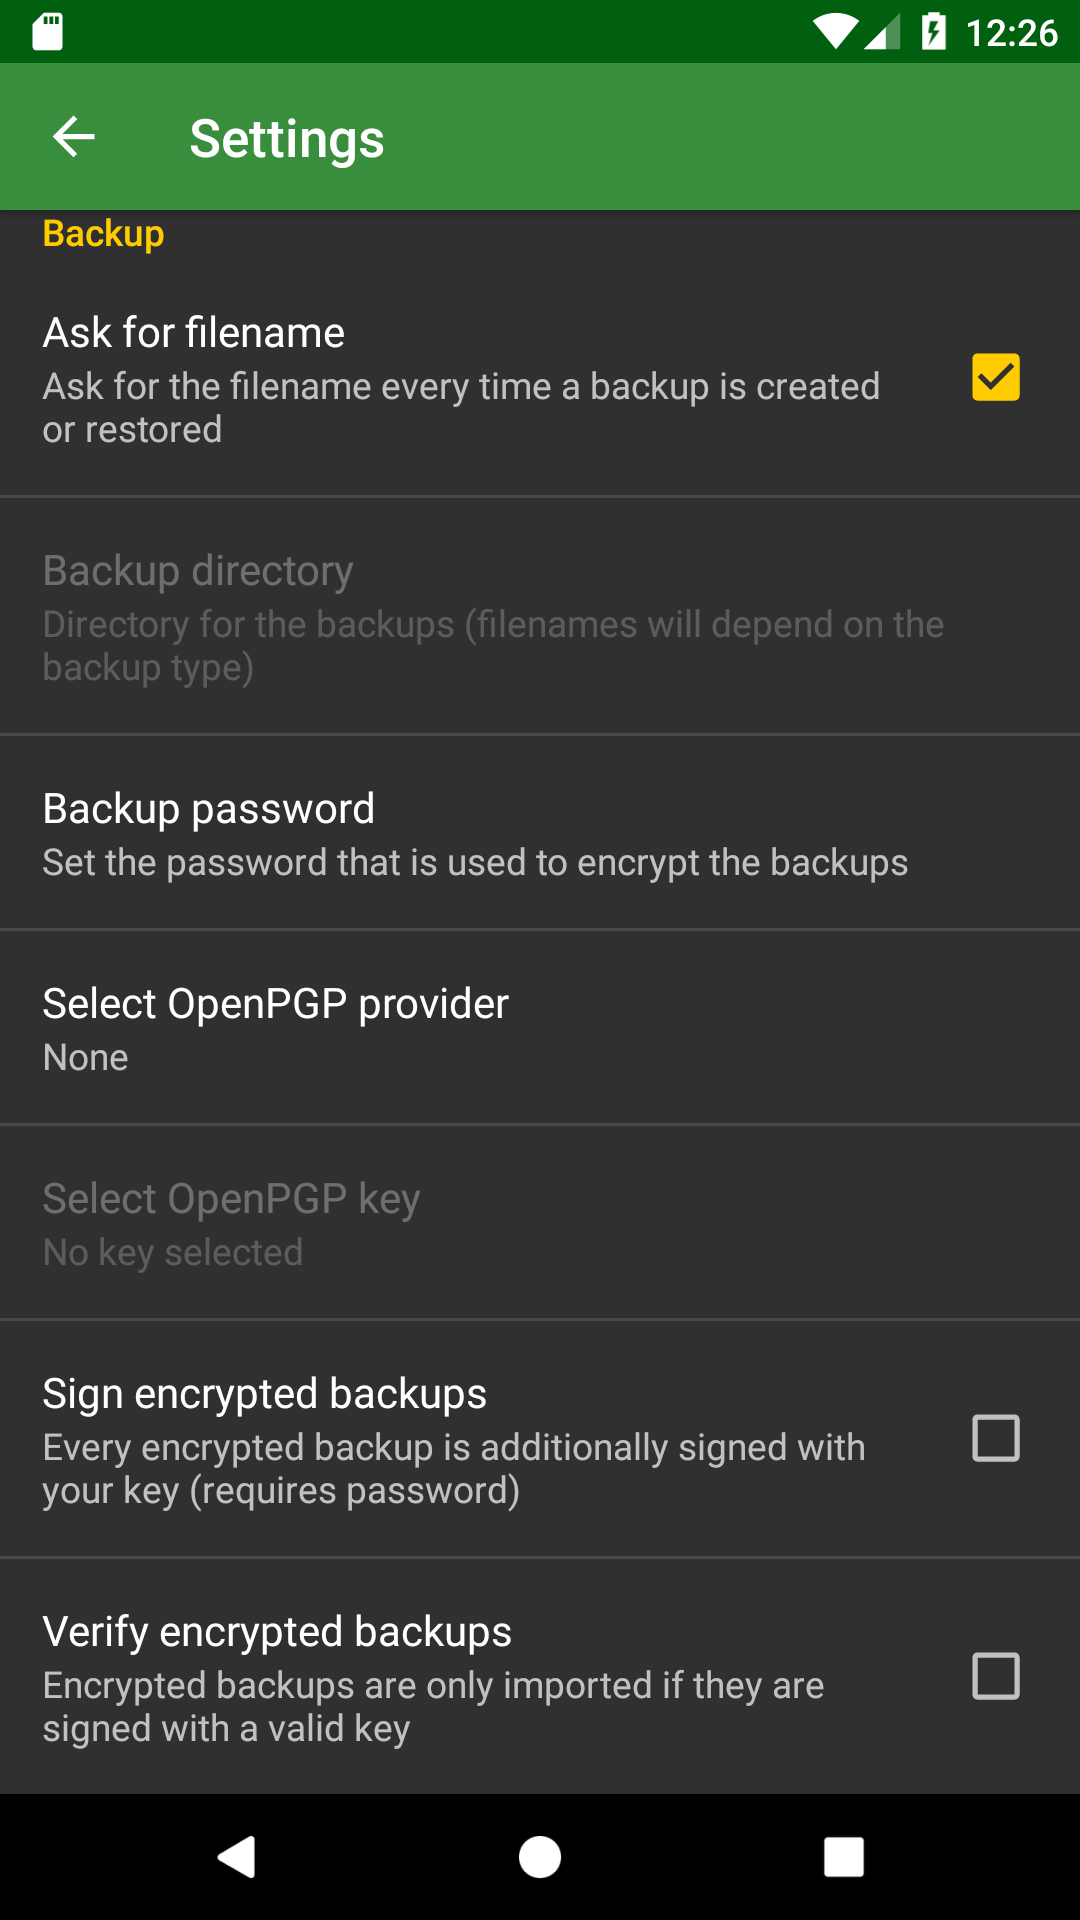 12:26
Settings
Backup
Ask for filename
Ask for the filename every time a backup is created
or restored
Backup directory
Directory for the backups (filenames will depend on the
backup type)
Backup password
Set the password that is used to encrypt the backups
Select OpenPGP provider
None
Select OpenPGP key
No key selected
Sign encrypted backups
Every encrypted backup is additionally signed with
your key (requires password)
Verify encrypted backups
Encrypted backups are only imported if they are
signed with a valid key